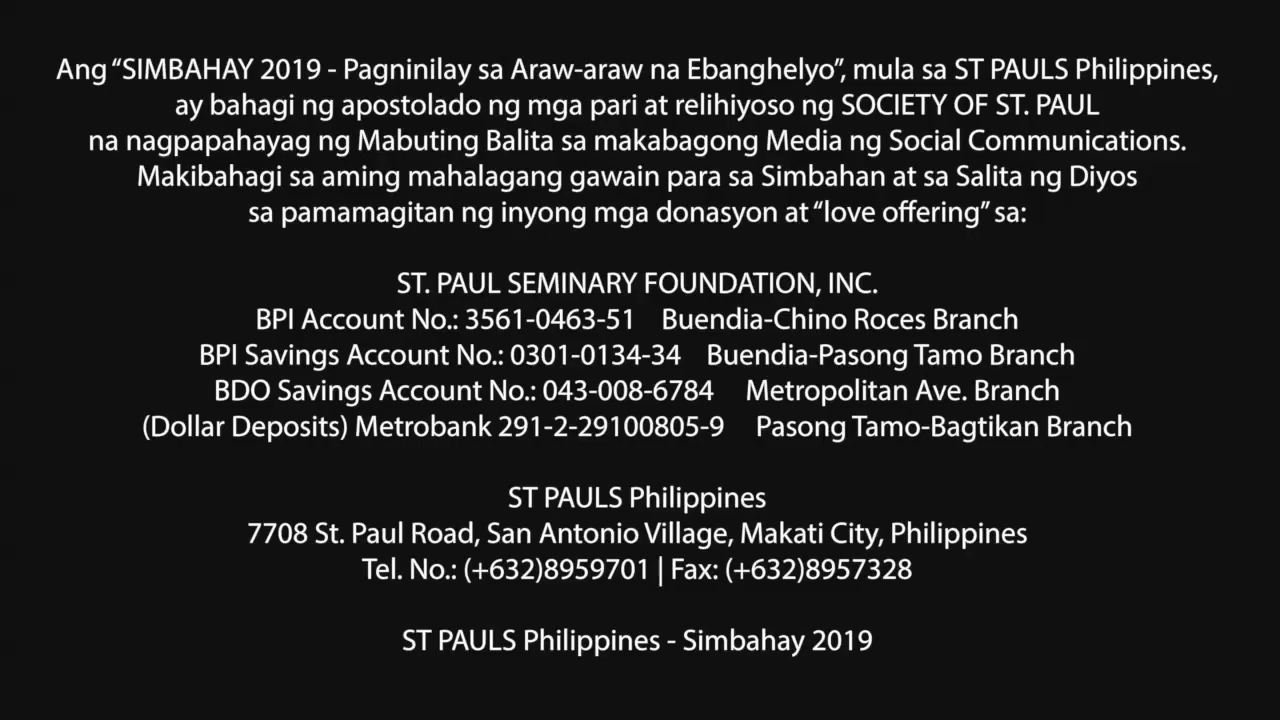 Ang “SIMBAHAY 2019 - Pagninilay sa Araw-araw na Ebanghelyo”, mula sa ST PAULS Philippines,
ay bahagi ng apostolado ng mga pari at relihiyoso ng SOCIETY OF ST. PAUL
na nagpapahayag ng Mabuting Balita sa makabagong Media ng Social Communications.
Makibahagi sa aming mahalagang gawain para sa Simbahan at sa Salita ng Diyos
sa pamamagitan ng inyong mga donasyon at “love offering” sa:
ST. PAUL SEMINARY FOUNDATION, INC.
BPI Account No.: 3561-0463-51 Buendia-Chino Roces Branch
BPI Savings Account No.: 0301-0134-34 Buendia-Pasong Tamo Branch
BDO Savings Account No.: 043-008-6784 Metropolitan Ave. Branch
(Dollar Deposits) Metrobank 291-2-29100805-9 Pasong Tamo-Bagtikan Branch
ST PAULS Philippines
7708 St. Paul Road, San Antonio Village, Makati City, Philippines
Tel. No.: (+632)8959701 | Fax: (+632)8957328
ST PAULS Philippines - Simbahay 2019